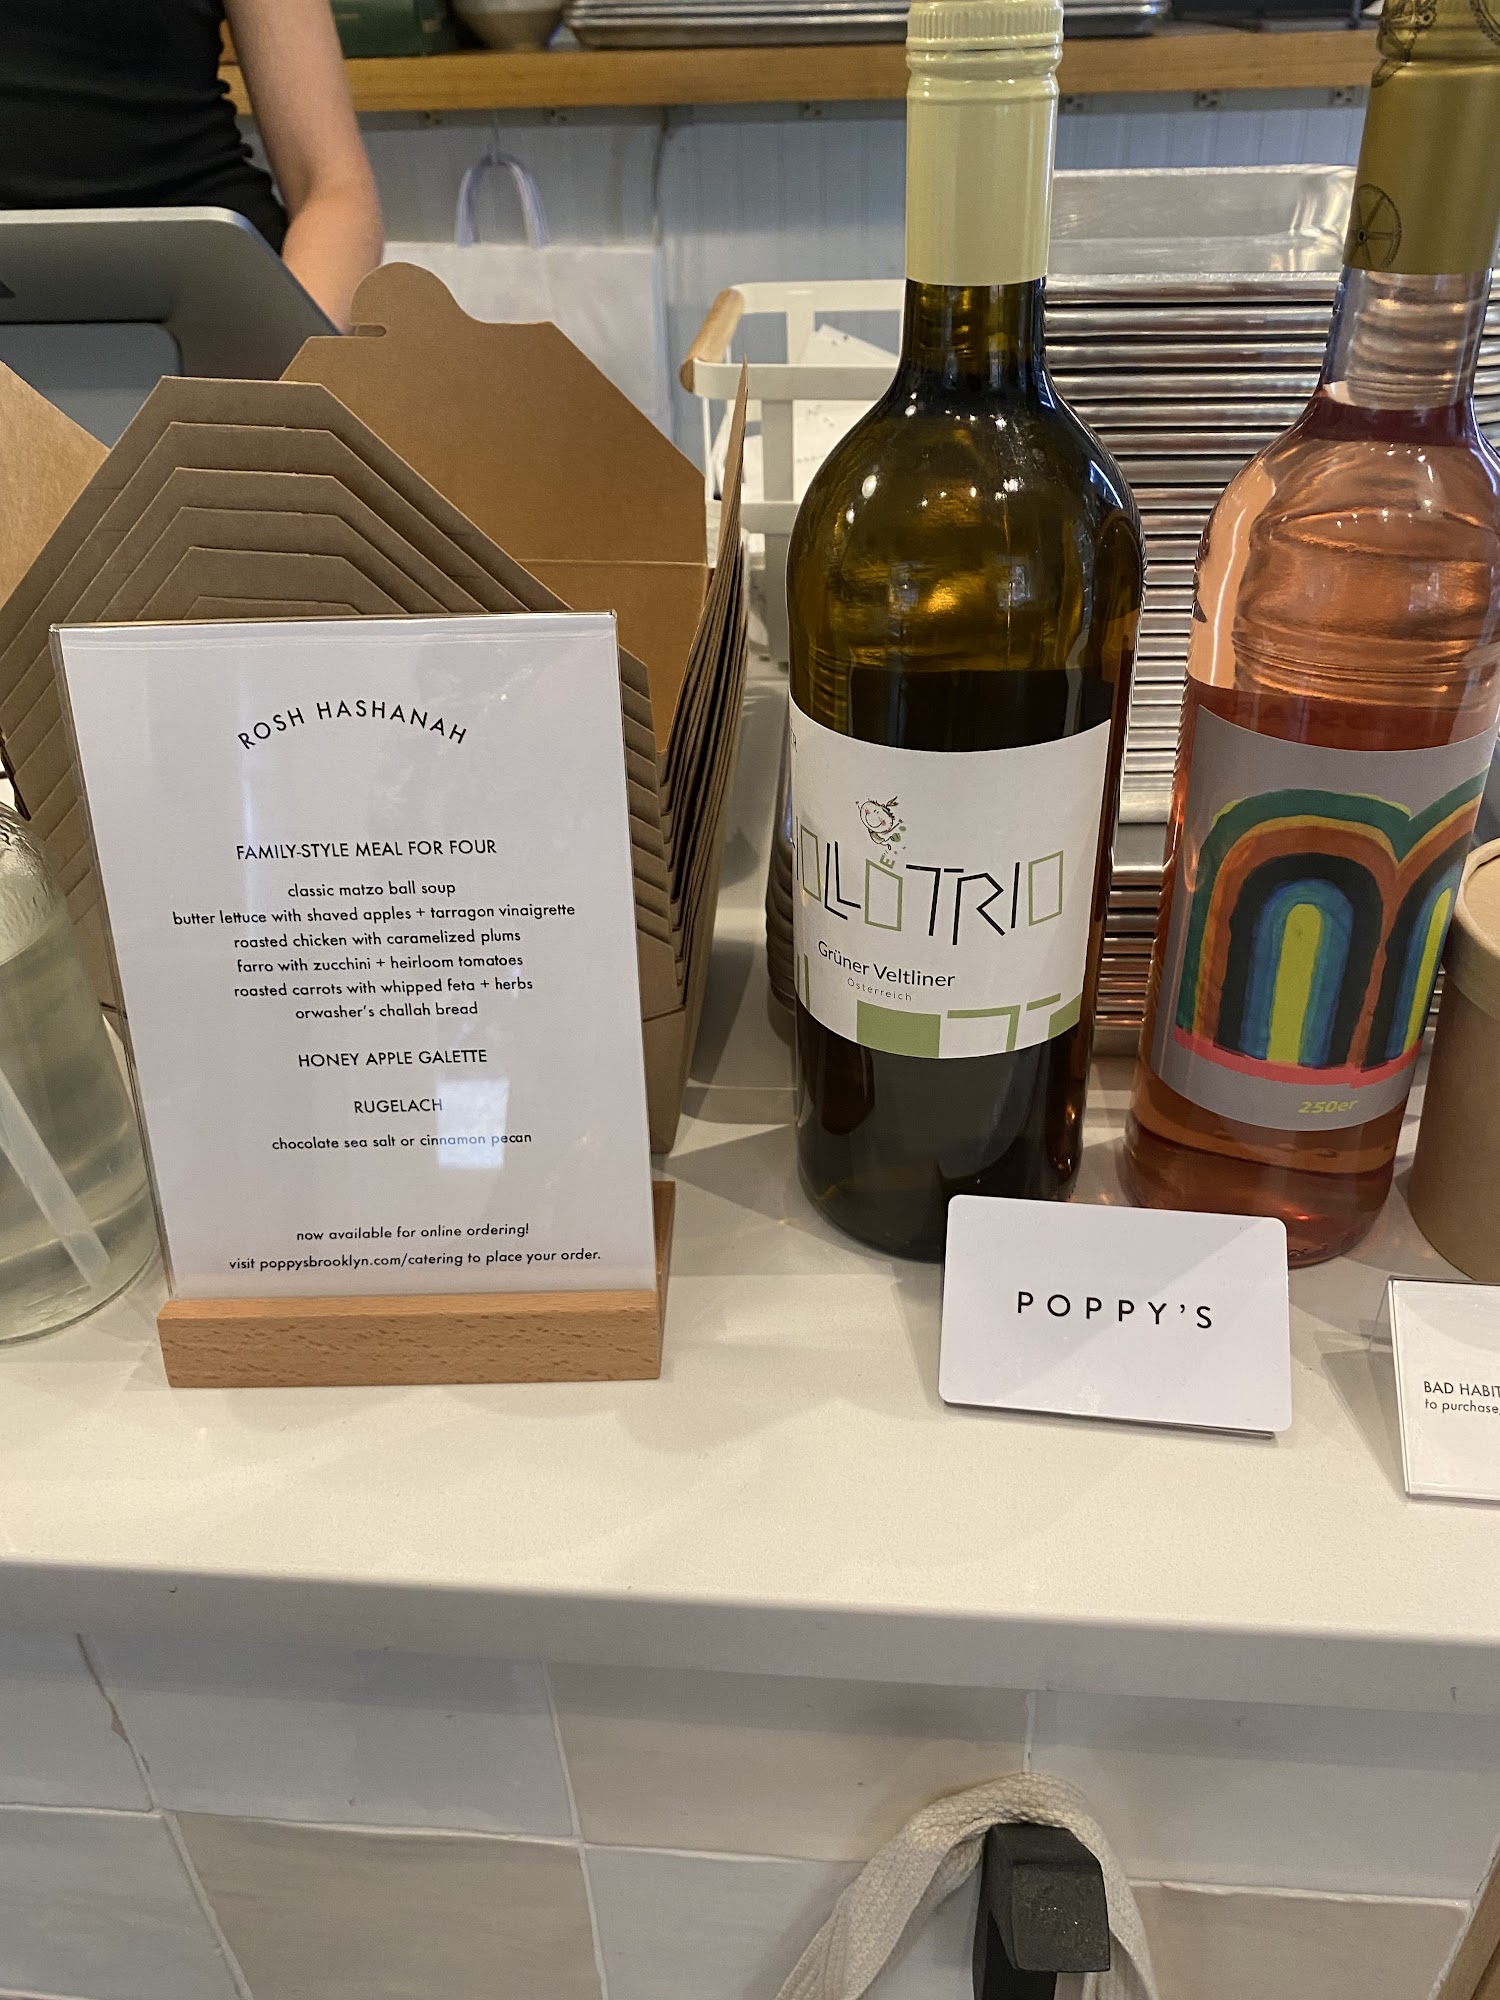 ROSH HASHANAH
FAMILY-STYLE MEAL FOR FOUR
classic matzo ball soup
butter lettuce with shaved apples + tarragon vinaigrette
roasted chicken with caramelized plums
farro with zucchini + heirloom tomatoes
roasted carrots with whipped feta + herbs
orwasher's challah bread
HONEY APPLE GALETTE
RUGELACH
chocolate sea salt or cinnamon pecan
now available for online ordering!
visit poppysbrooklyn.com/catering to place your order.
TRIO
Grüner Veltliner
Österreich
250er
POPPY'S
BAD HABIT
to purchase,